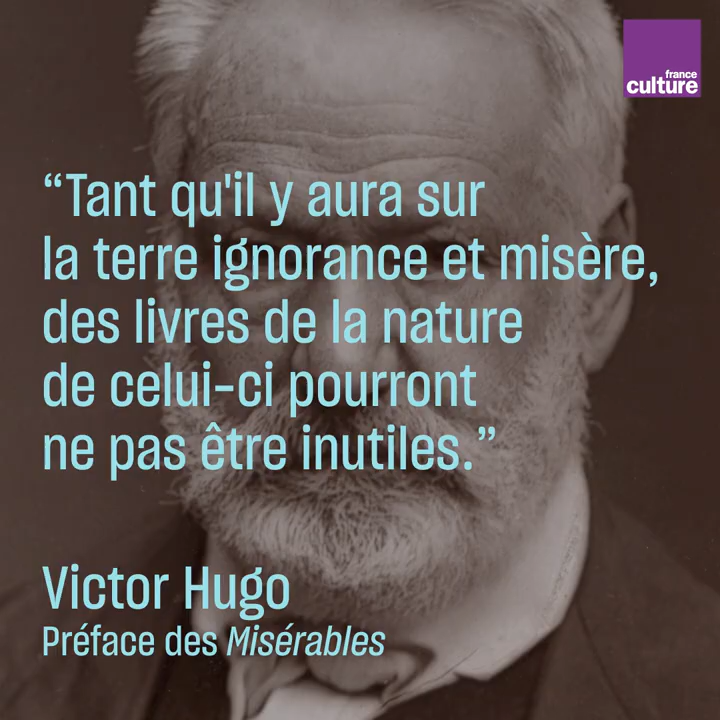 france
culture
“Tant qu'il y aura sur
la terre ignorance et misère,
des livres de la nature
de celui-ci pourront
ne pas être inutiles.”
Victor Hugo
Préface des Misérables